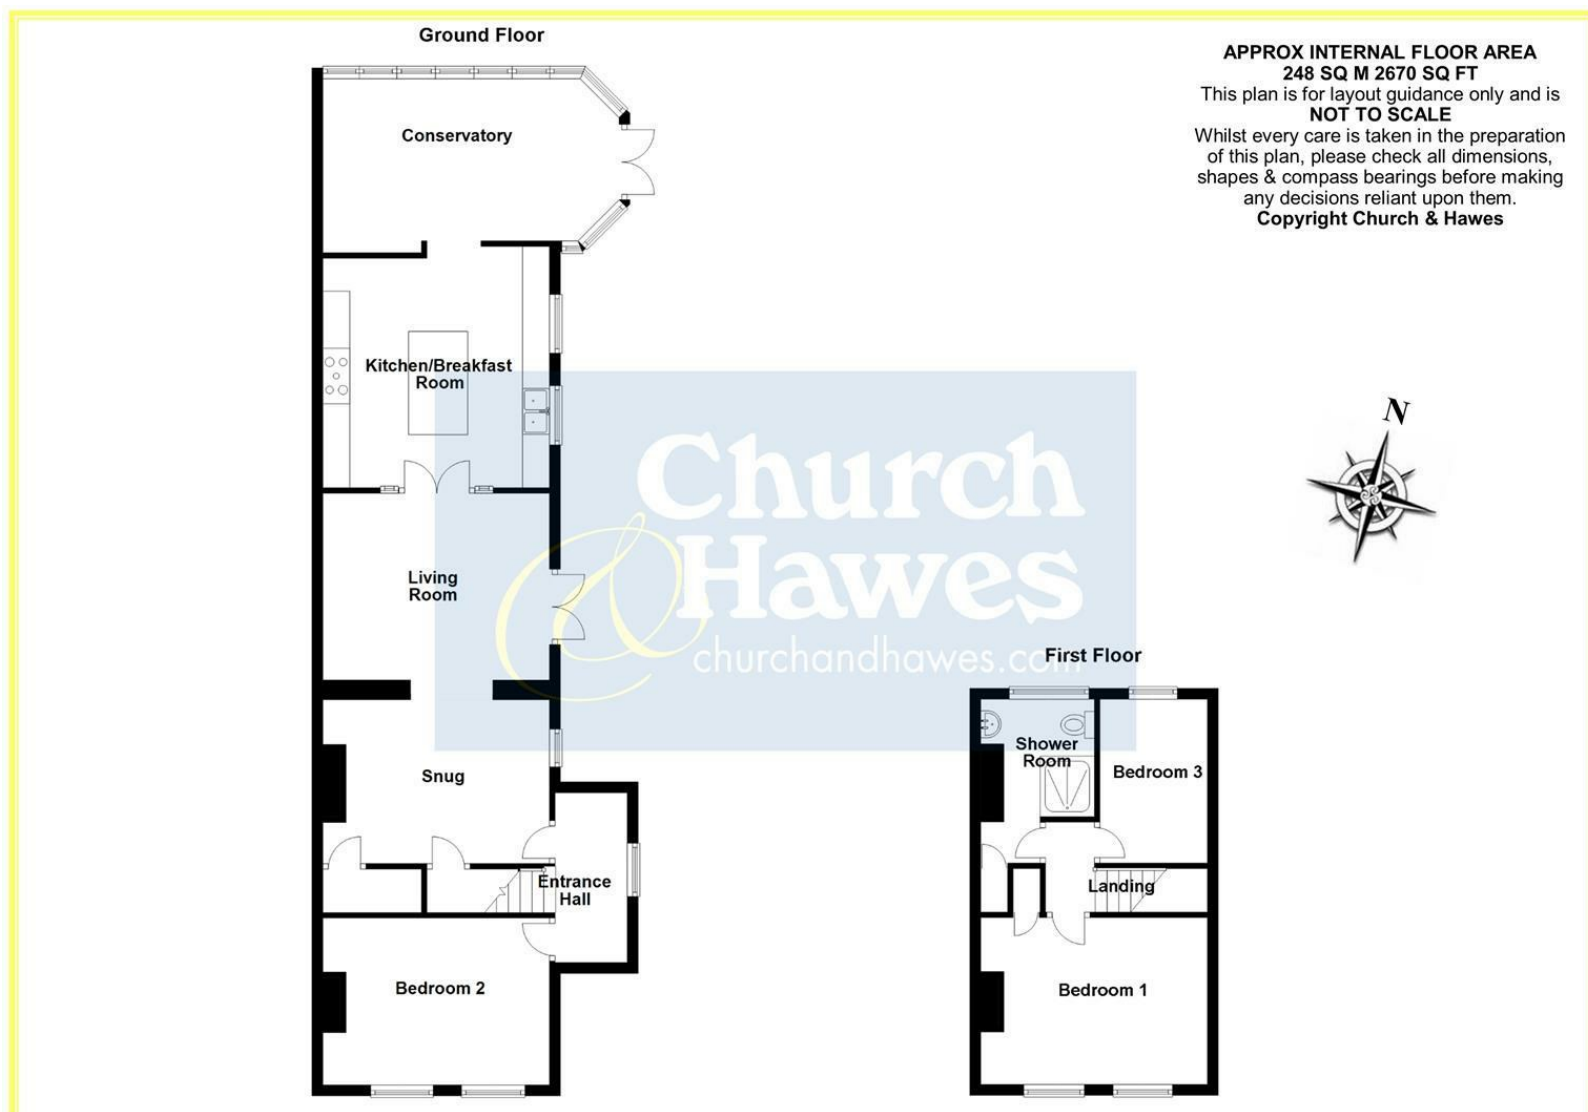 Ground Floor
APPROX INTERNAL FLOOR AREA
248 SQ M 2670 SQ FT
This plan is for layout guidance only and is
NOT TO SCALE
Whilst every care is taken in the preparation
of this plan, please check all dimensions,
shapes & compass bearings before making
any decisions reliant upon them.
Copyright Church & Hawes
Conservatory
Kitchen/Breakfast
Room
N
Church
& Hawes
churchandhawes.com
Living
Room
First Floor
Snug
Shower
Room
Bedroom 3
Entrance
Hall
Landing
Bedroom 2
Bedroom 1